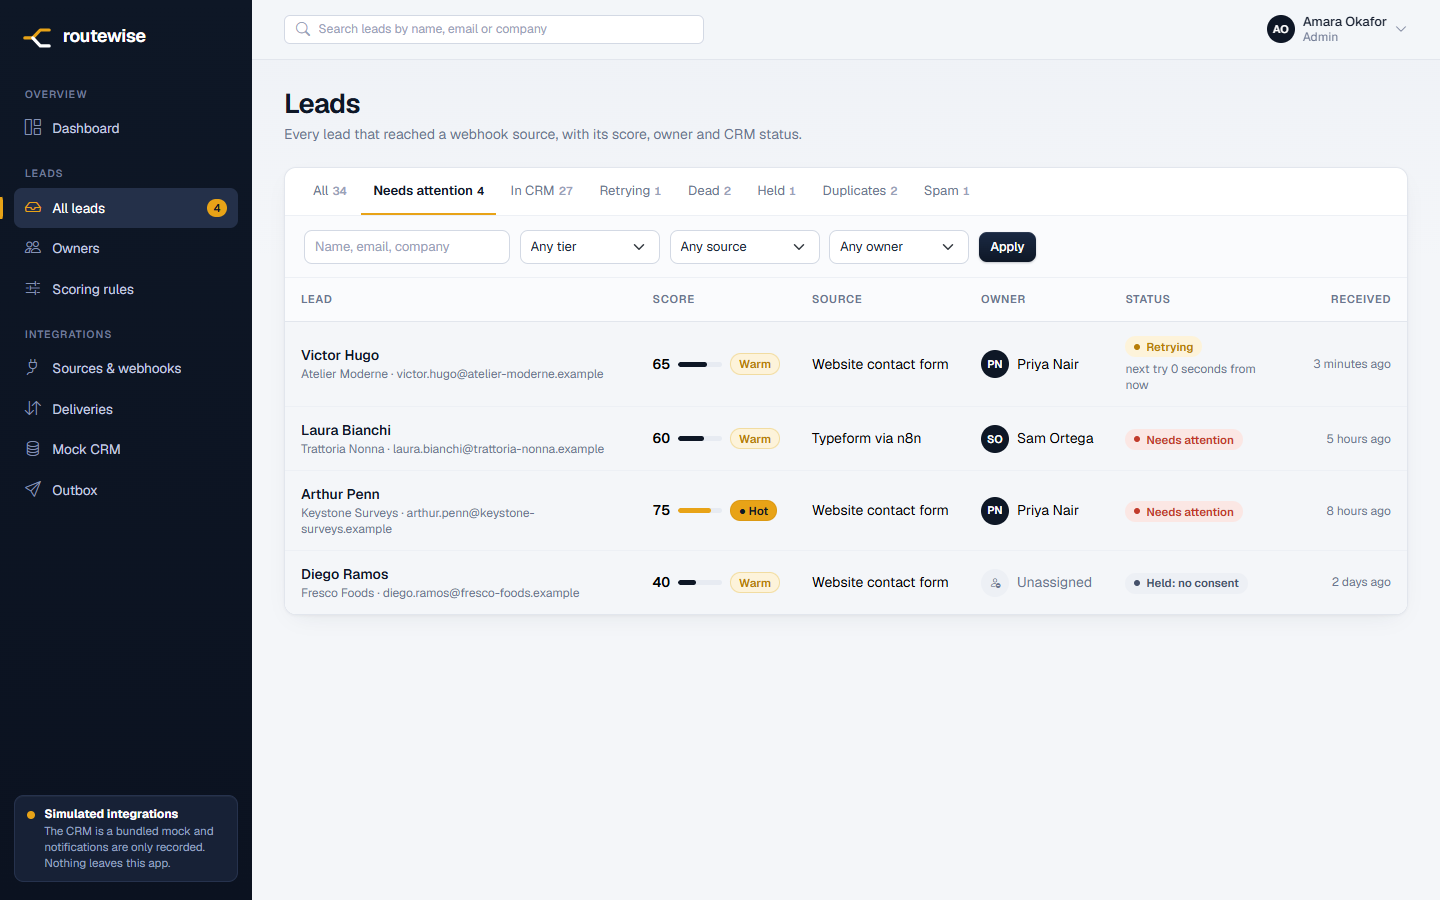 routewise
Search leads by name, email or company
AO
Amara Okafor
Admin
OVERVIEW
Dashboard
LEADS
All leads 4
Owners
Scoring rules
INTEGRATIONS
Sources & webhooks
Deliveries
Mock CRM
Outbox
Simulated integrations
The CRM is a bundled mock and
notifications are only recorded.
Nothing leaves this app.
Leads
Every lead that reached a webhook source, with its score, owner and CRM status.
All 34 Needs attention 4 In CRM 27 Retrying 1 Dead 2 Held 1 Duplicates 2 Spam 1
Name, email, company Any tier Any source Any owner Apply
LEAD SCORE SOURCE OWNER STATUS RECEIVED
Victor Hugo
Atelier Moderne · victor.hugo@atelier-moderne.example
65 Warm Website contact form PN Priya Nair
Retrying
next try 0 seconds from
now
3 minutes ago
Laura Bianchi
Trattoria Nonna · laura.bianchi@trattoria-nonna.example
60 Warm Typeform via n8n SO Sam Ortega Needs attention 5 hours ago
Arthur Penn
Keystone Surveys · arthur.penn@keystone-
surveys.example
75 Hot Website contact form PN Priya Nair Needs attention 8 hours ago
Diego Ramos
Fresco Foods · diego.ramos@fresco-foods.example
40 Warm Website contact form Unassigned Held: no consent 2 days ago